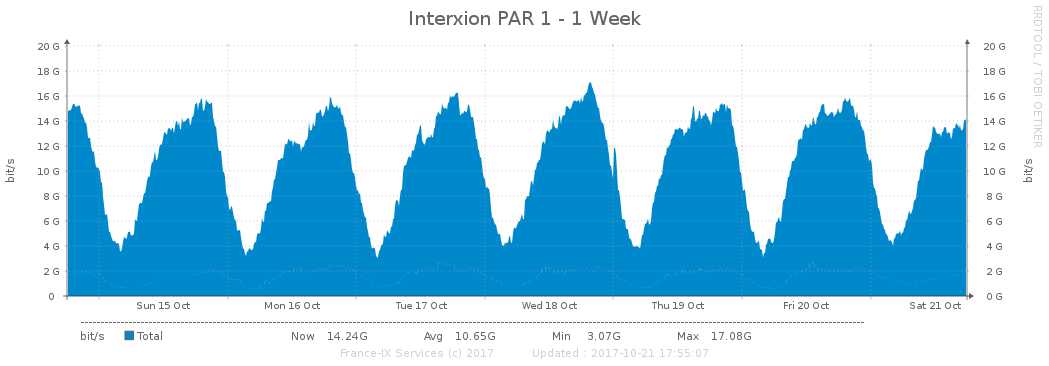 Interxion PAR 1 - 1 Week
RRDTOOL / TOBI OETIKER
20 G 20 G
18 G 18 G
16 G 16 G
14 G 14 G
12 G 12 G
10 G 10 G
8 G 8 G
6 G 6 G
4 G 4 G
2 G 2 G
0 0 G
bit/s
bit/s
Sun 15 Oct Mon 16 Oct Tue 17 Oct Wed 18 Oct Thu 19 Oct Fri 20 Oct Sat 21 Oct
bit/s Total Now 14.24G Avg 10.65G Min 3.07G Max 17.08G
France-IX Services (c) 2017 Updated : 2017-10-21 17:55:07